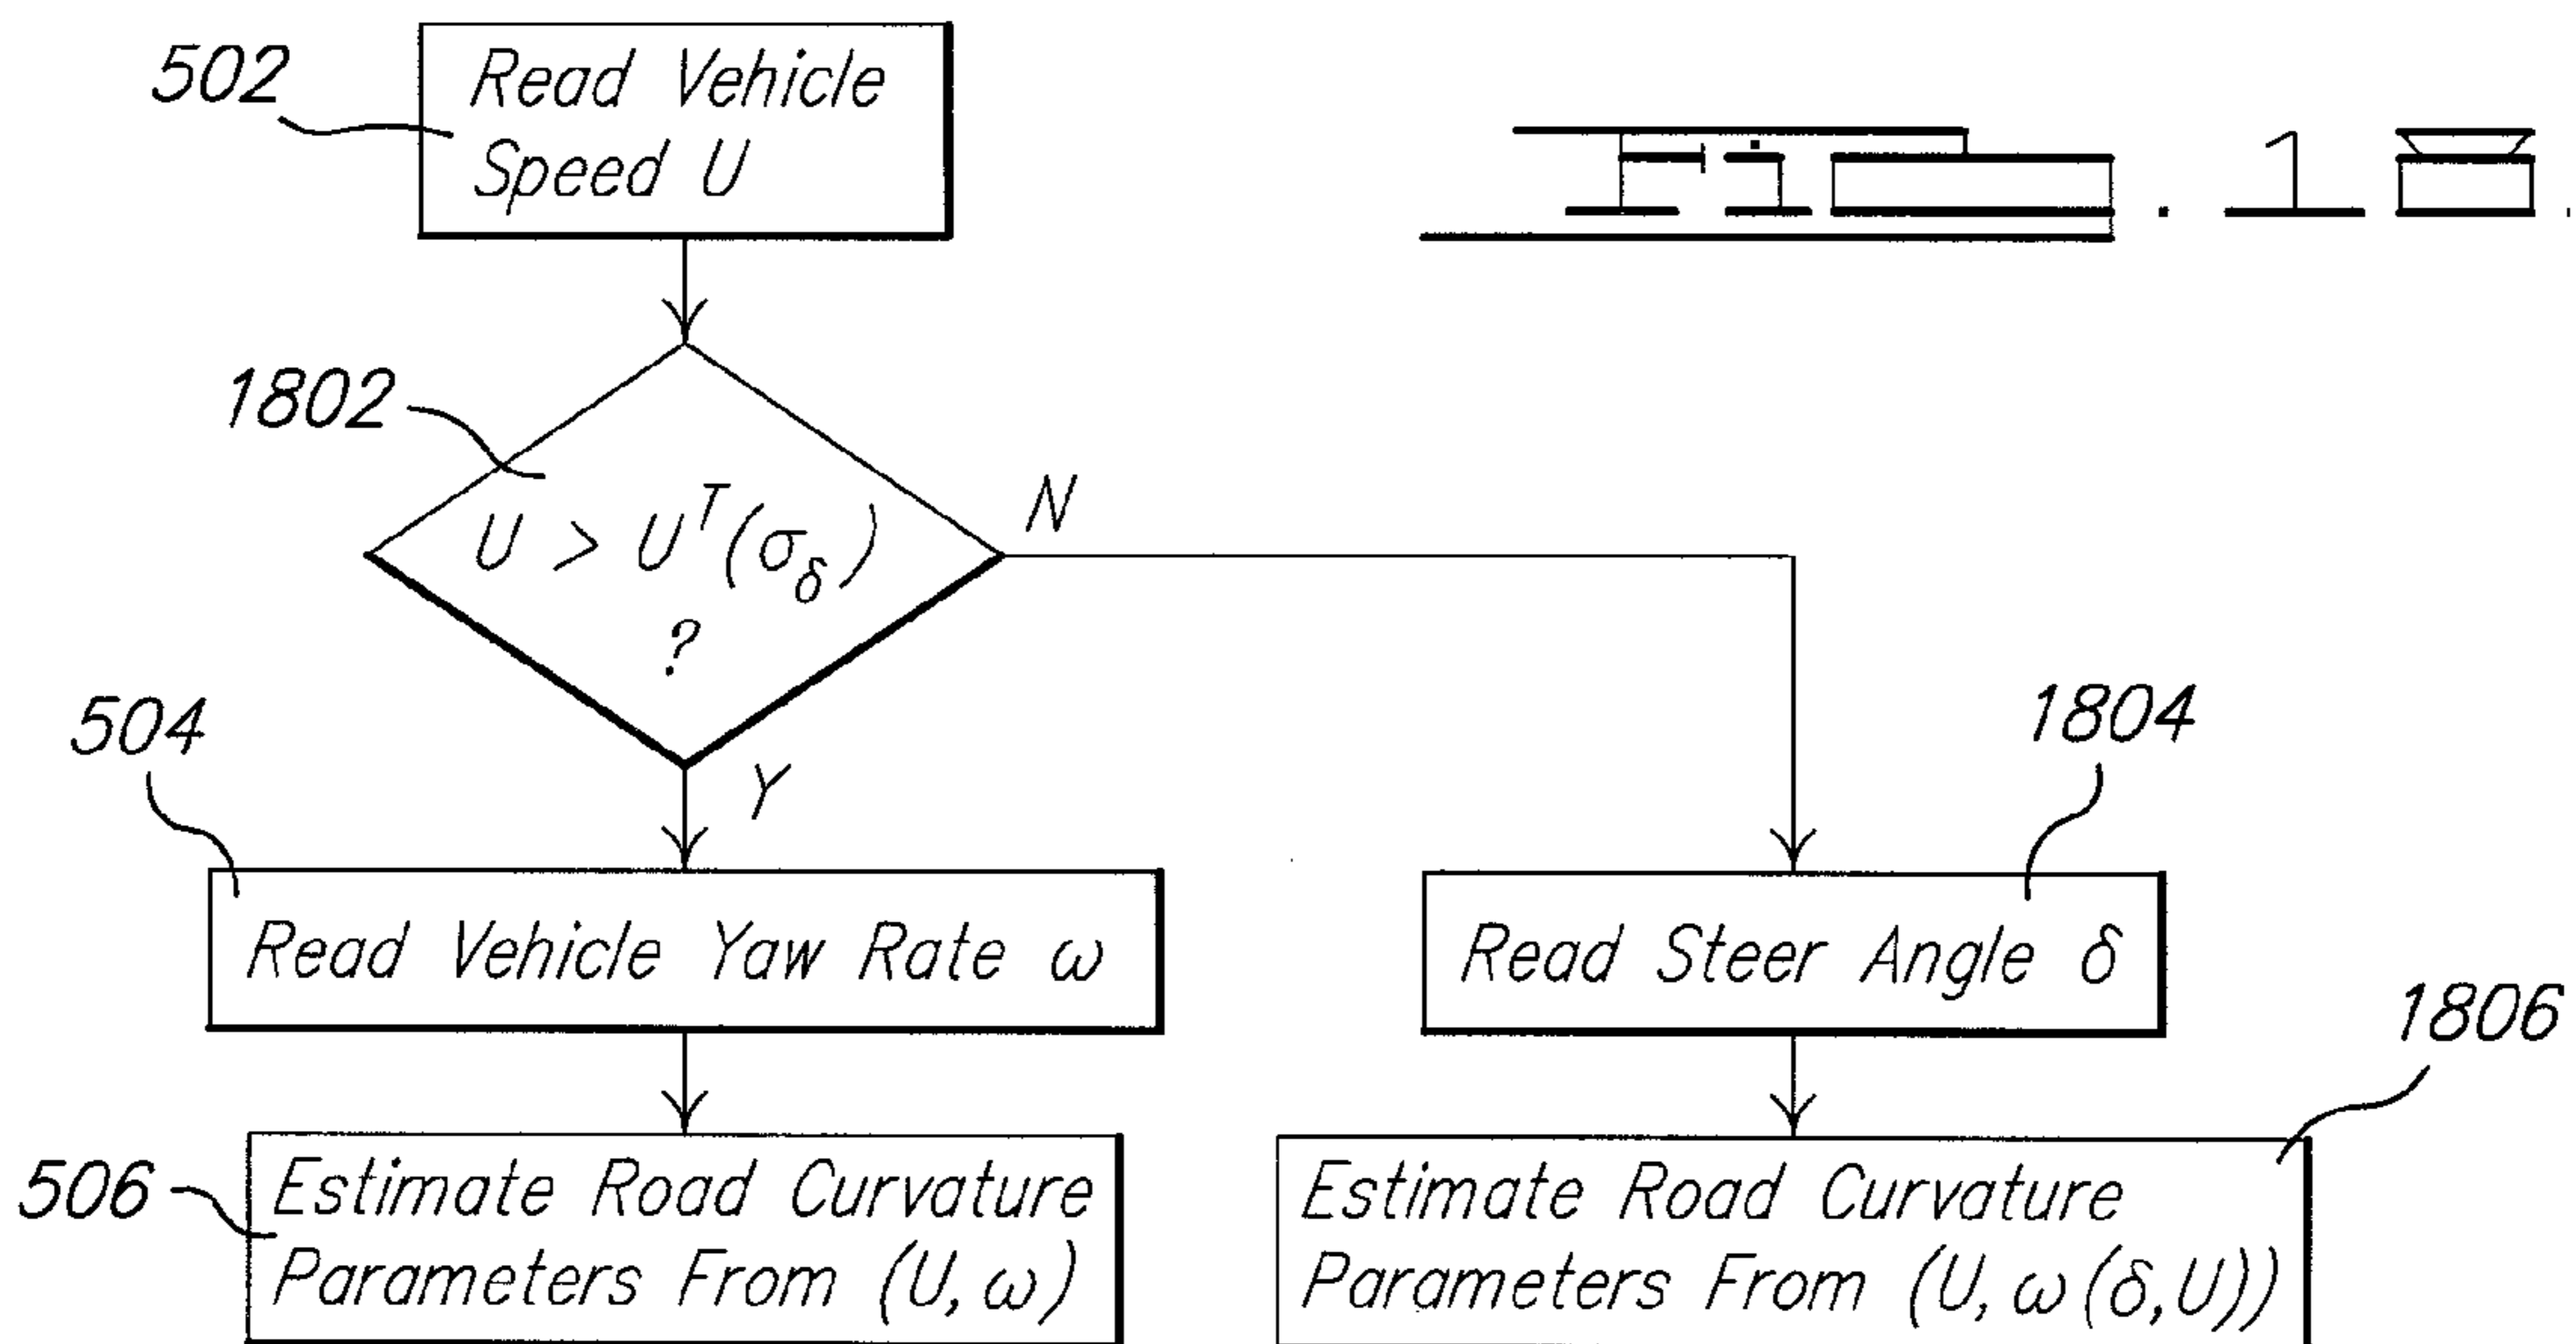 502
Read Vehicle
Speed U
Fig. 18.
1802
U > U^T(σ_δ)
?
N
Y
504
Read Vehicle Yaw Rate ω
1804
Read Steer Angle δ
506
Estimate Road Curvature
Parameters From (U, ω)
1806
Estimate Road Curvature
Parameters From (U, ω(δ,U))